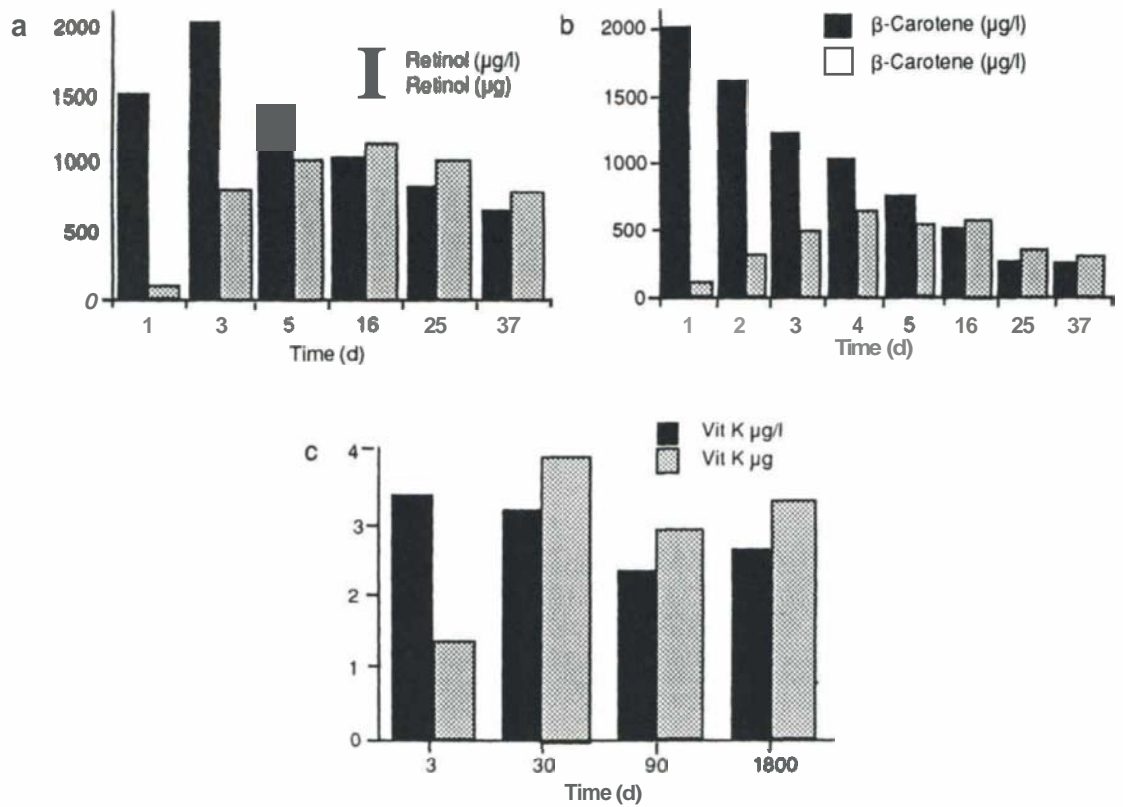 a
2000
1500
1000
500
0
Retinol (µg/l)
Retinol (µg)
1 3 5 16 25 37
Time (d)
b
2000
1500
1000
500
0
β-Carotene (µg/l)
β-Carotene (µg/l)
1 2 3 4 5 16 25 37
Time (d)
c
4
3
2
1
0
Vit K µg/l
Vit K µg
3 30 90 1800
Time (d)